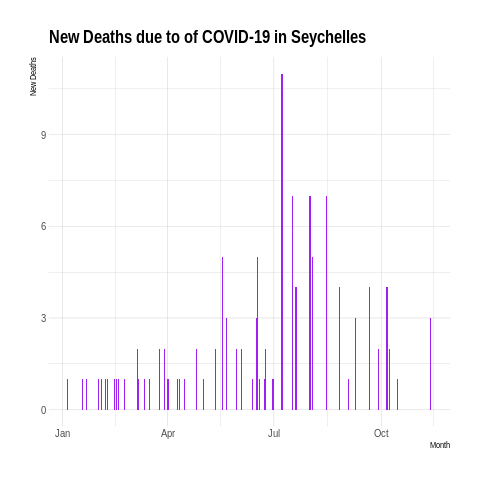 New Deaths due to of COVID-19 in Seychelles
New Deaths
9
6
3
0
Jan Apr Jul Oct
Month